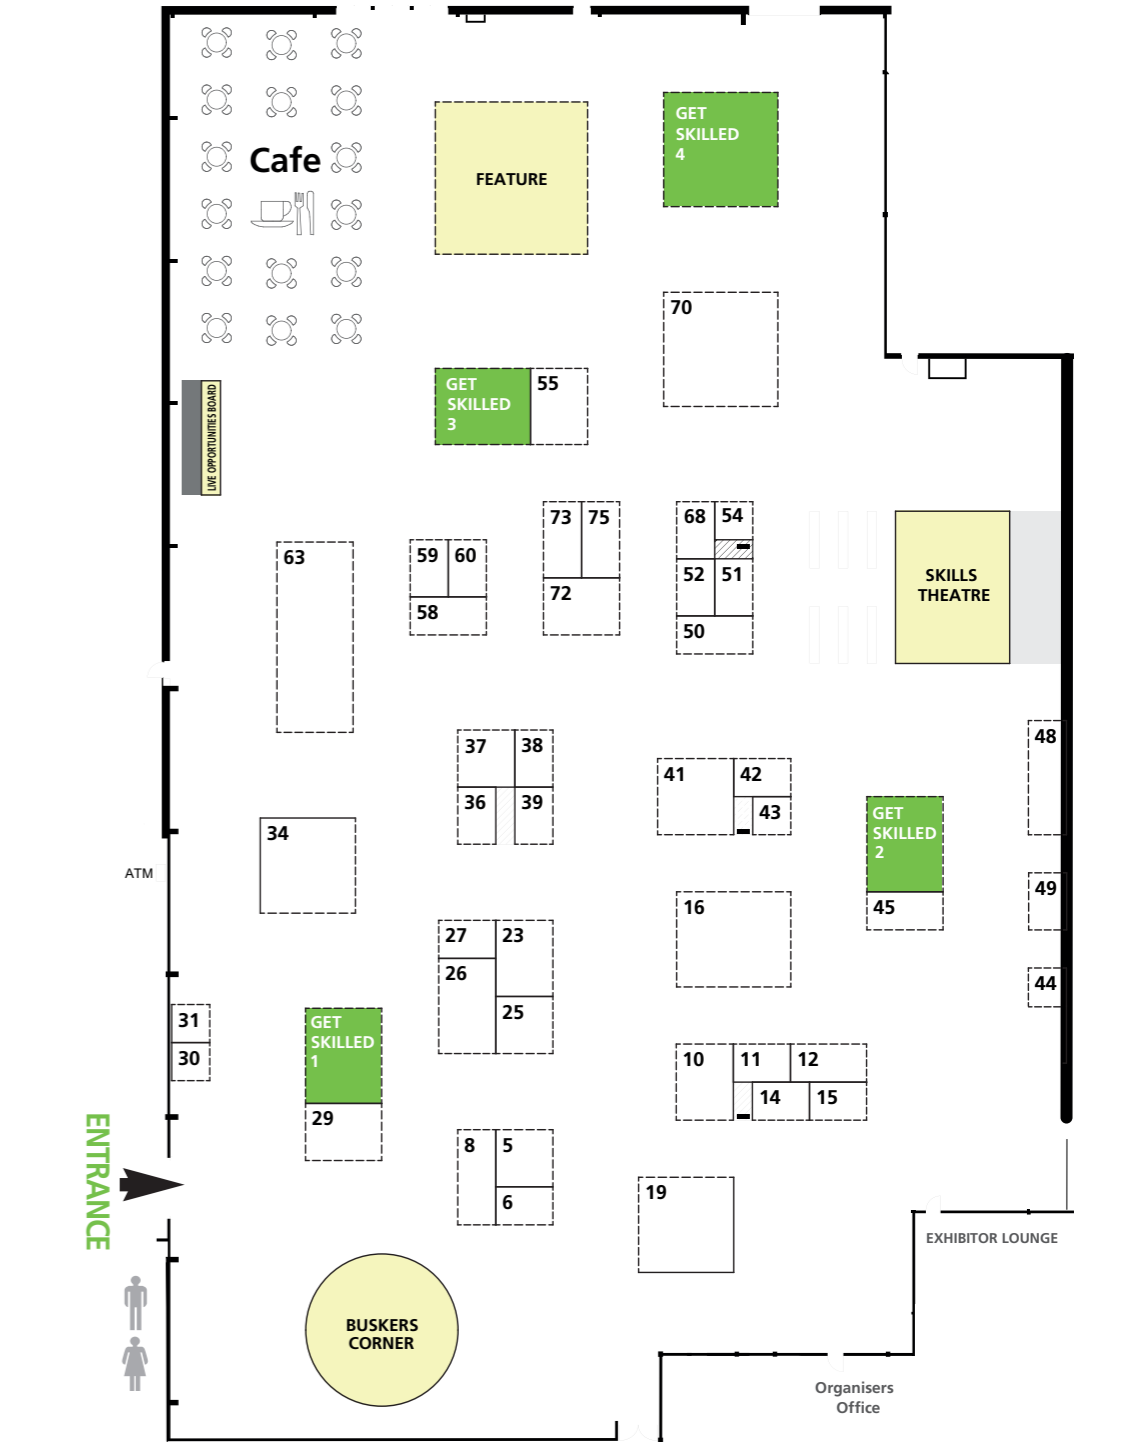 GET
SKILLED
4
Cafe
FEATURE
70
GET
SKILLED
3
55
LIVE OPPORTUNITIES BOARD
73
75
68
54
63
59
60
52
51
SKILLS
THEATRE
72
58
50
37
38
48
41
42
36
39
43
GET
SKILLED
2
34
ATM
49
16
45
27
23
26
44
25
31
GET
SKILLED
1
30
10
11
12
14
15
29
ENTRANCE
8
5
6
19
EXHIBITOR LOUNGE
BUSKERS
CORNER
Organisers
Office